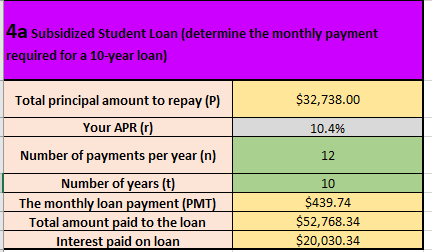 4a Subsidized Student Loan (determine the monthly payment
required for a 10-year loan)
Total principal amount to repay (P) $32,738.00
Your APR (r) 10.4%
Number of payments per year (n) 12
Number of years (t) 10
The monthly loan payment (PMT) $439.74
Total amount paid to the loan $52,768.34
Interest paid on loan $20,030.34